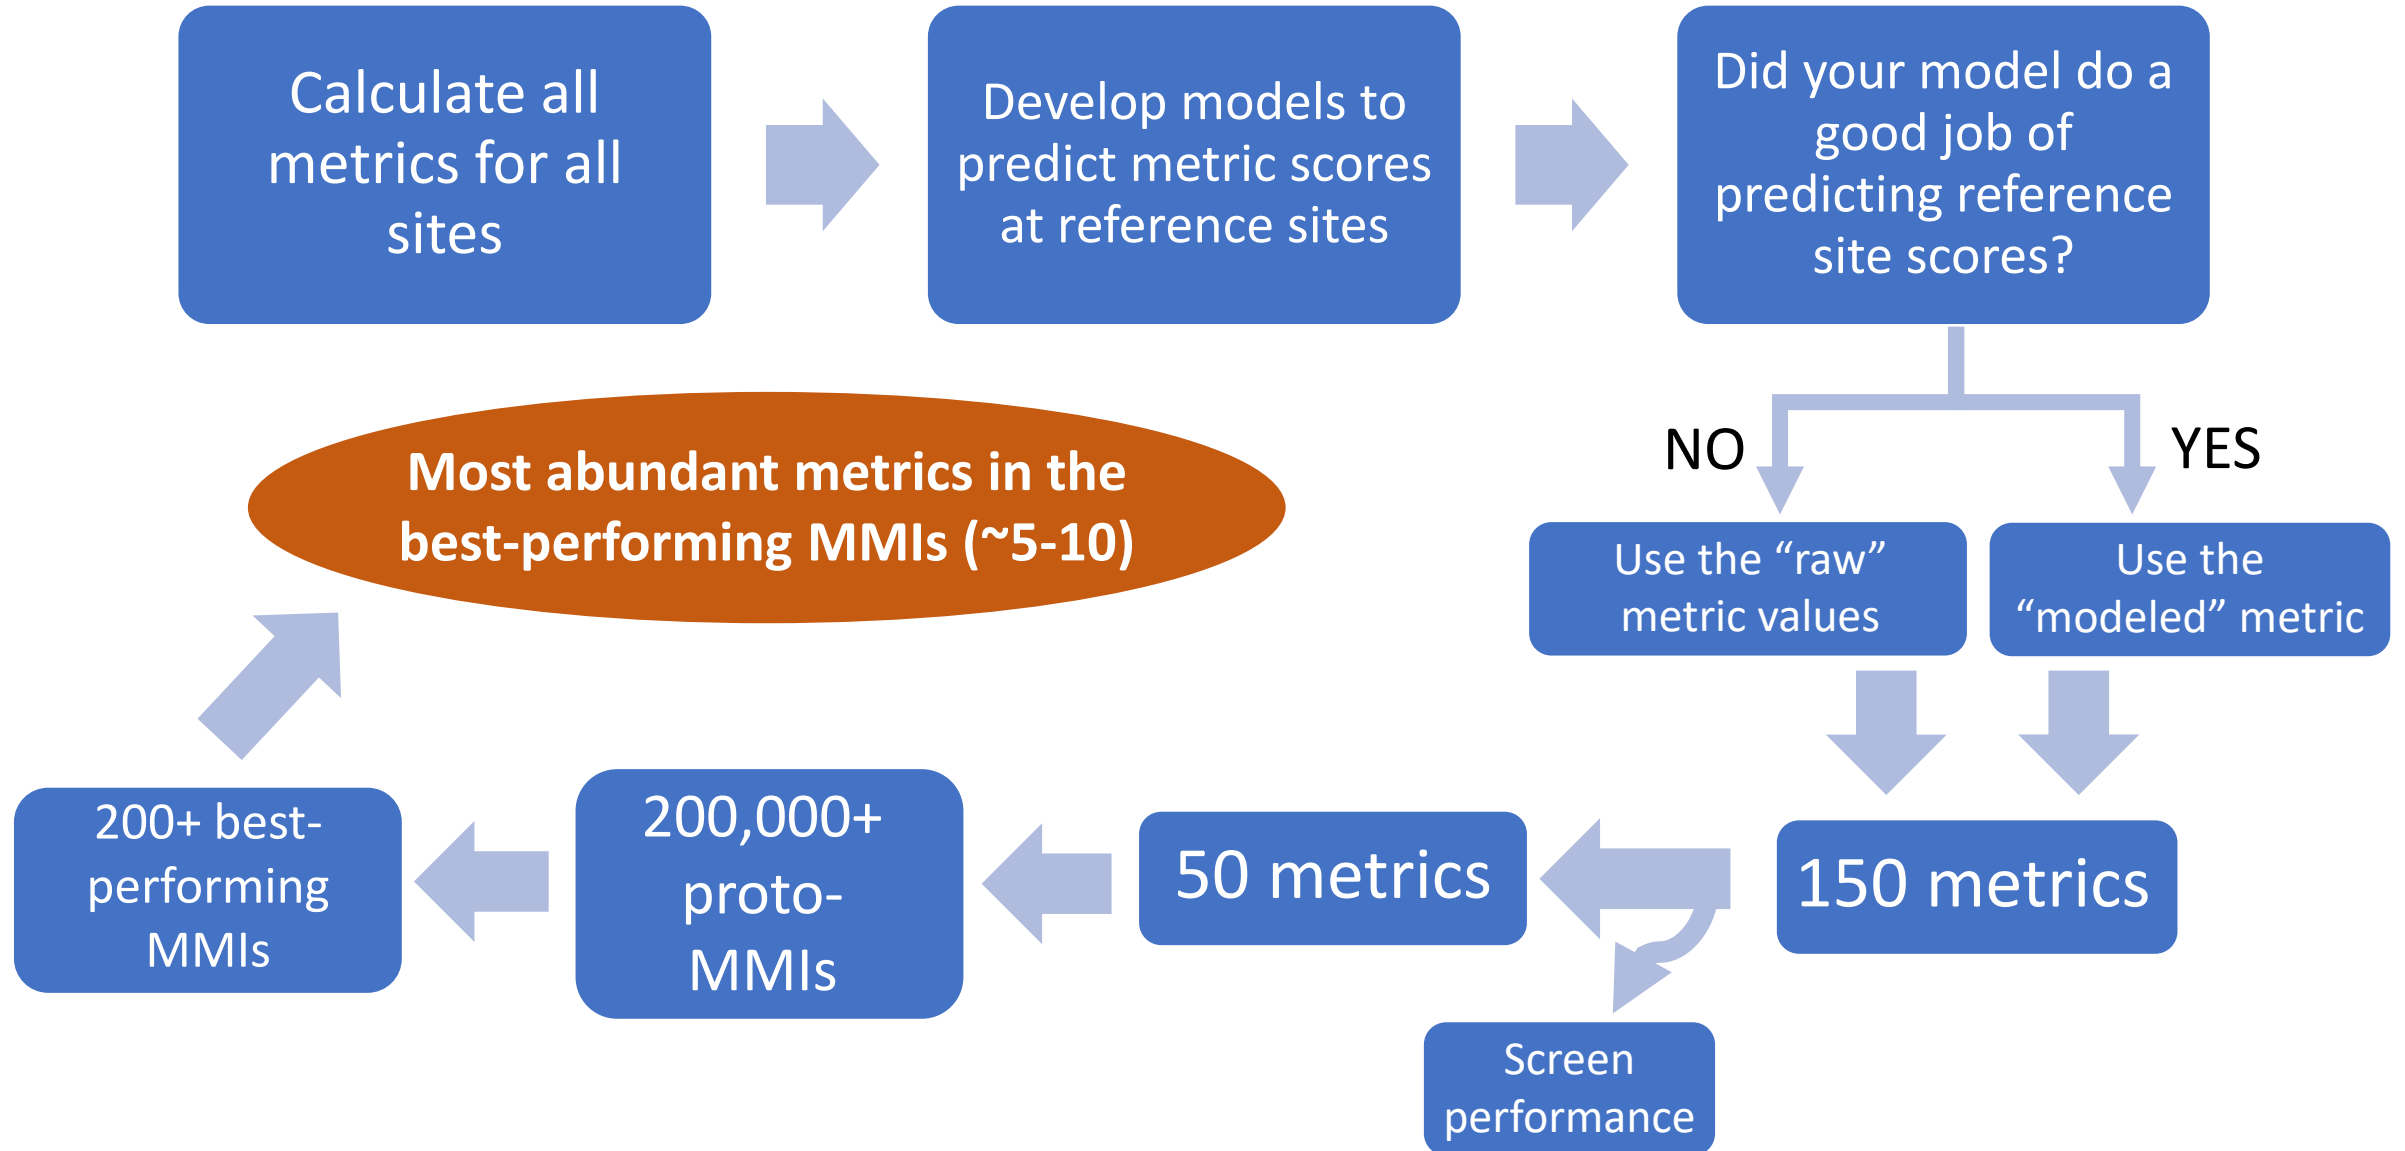 Calculate all
metrics for all
sites
Develop models to
predict metric scores
at reference sites
Did your model do a
good job of
predicting reference
site scores?
NO
YES
Use the “raw”
metric values
Use the
“modeled” metric
150 metrics
Screen
performance
50 metrics
200,000+
proto-
MMIs
200+ best-
performing
MMIs
Most abundant metrics in the
best-performing MMIs (~5-10)